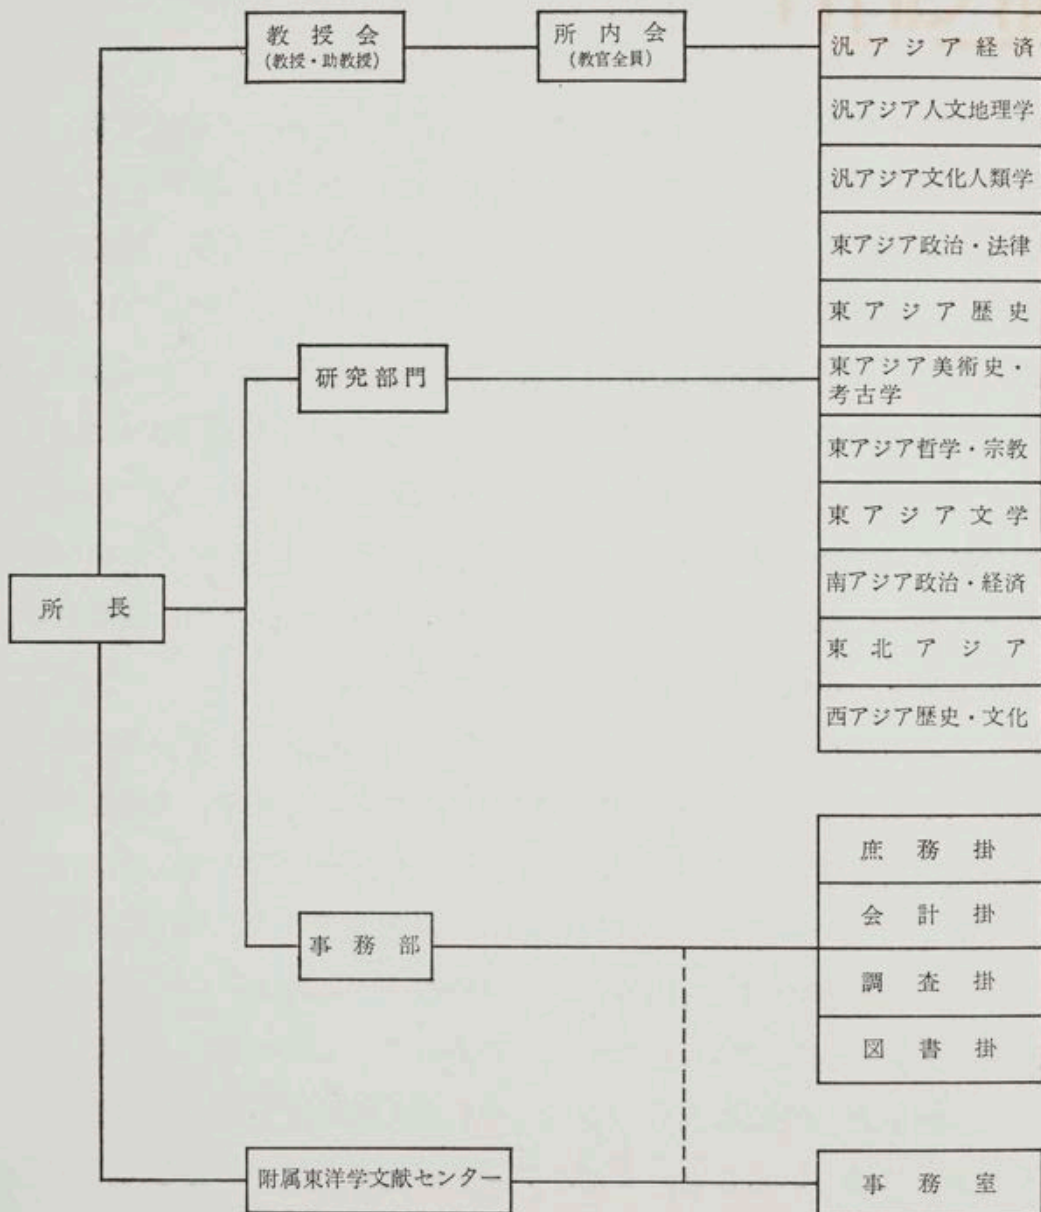 教授会
(教授・助教授)
所内会
(教官全員)
汎アジア経済
汎アジア人文地理学
汎アジア文化人類学
東アジア政治・法律
東アジア歴史
研究部門
東アジア美術史・
考古学
東アジア哲学・宗教
東アジア文学
所長
南アジア政治・経済
東北アジア
西アジア歴史・文化
庶務掛
会計掛
事務部
調査掛
図書掛
附属東洋学文献センター
事務室